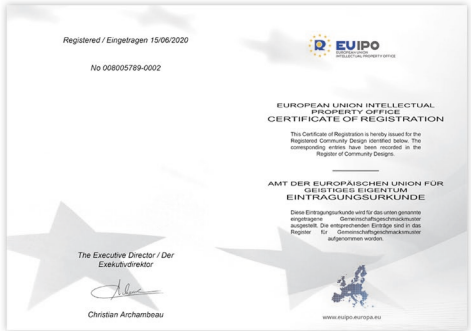 Registered / Eingetragen 15/06/2020
No 008005789-0002
The Executive Director / Der
Exekutivdirektor
Christian Archambeau
EUIPO
EUROPEAN UNION
INTELLECTUAL PROPERTY OFFICE
EUROPEAN UNION INTELLECTUAL
PROPERTY OFFICE
CERTIFICATE OF REGISTRATION
This Certificate of Registration is hereby issued for the
Registered Community Design identified below. The
corresponding entries have been recorded in the
Register of Community Designs.
AMT DER EUROPÄISCHEN UNION FÜR
GEISTIGES EIGENTUM
EINTRAGUNGSURKUNDE
Diese Eintragungsurkunde wird für das unten genannte
eingetragene Gemeinschaftsgeschmacksmuster
ausgestellt. Die entsprechenden Einträge sind in das
Register für Gemeinschaftsgeschmacksmuster
aufgenommen worden.
www.euipo.europa.eu